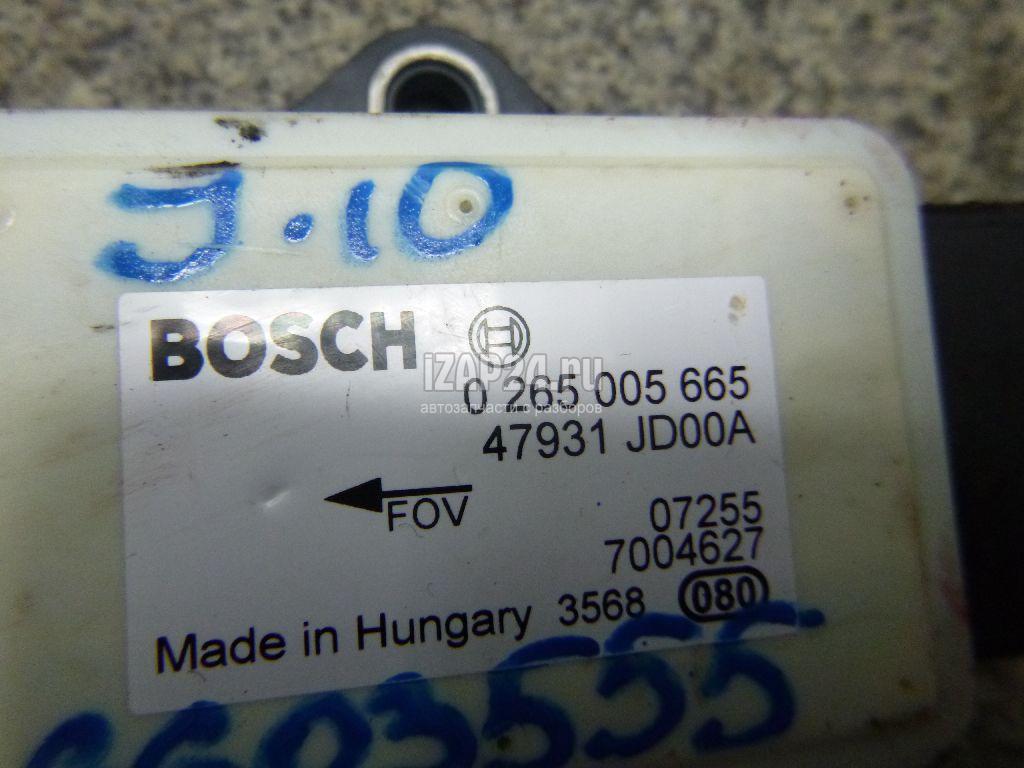 J.10
BOSCH
iZAP24.ru
0 265 005 665
автозапчасти с разборов
47931 JD00A
FOV
07255
7004627
Made in Hungary 3568 080